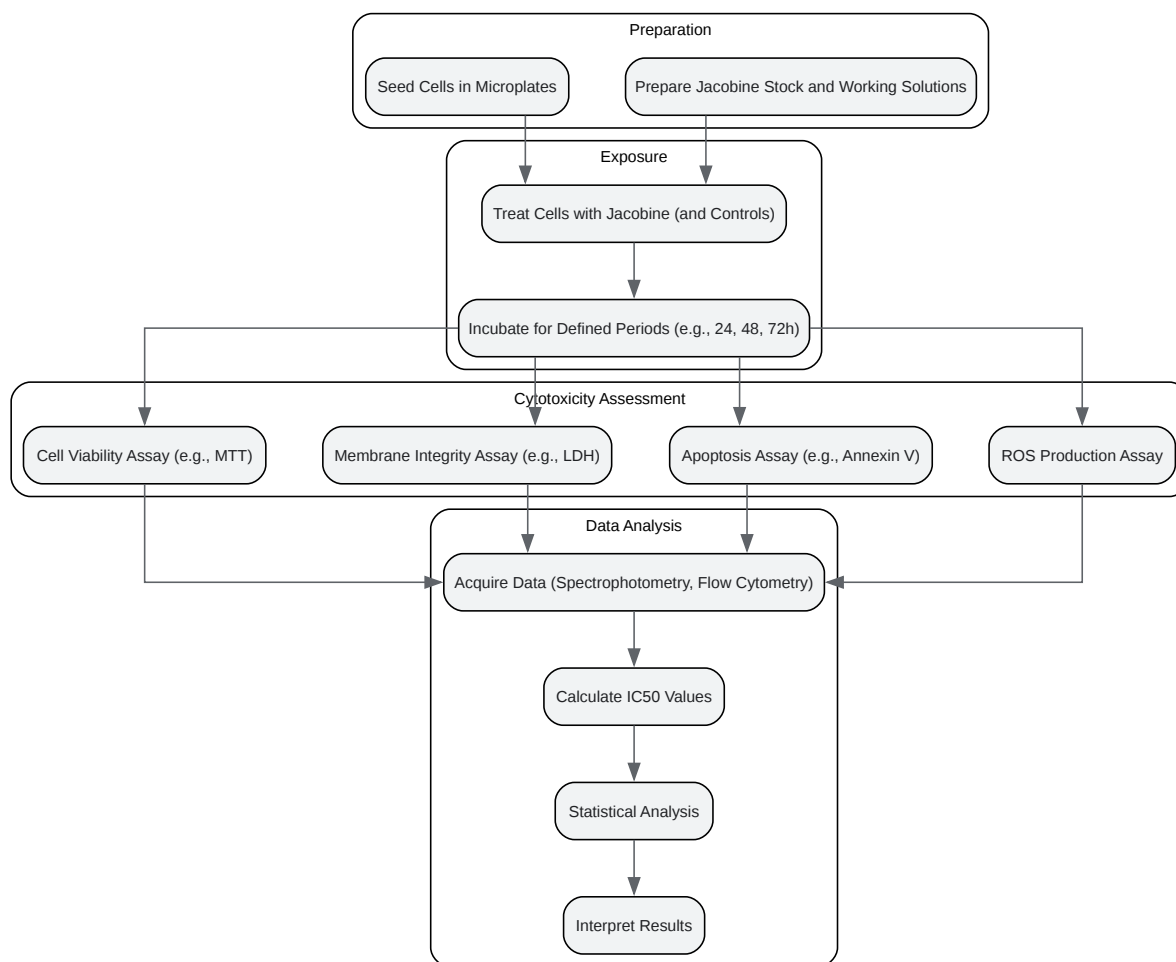 Preparation
Seed Cells in Microplates
Prepare Jacobine Stock and Working Solutions
Exposure
Treat Cells with Jacobine (and Controls)
Incubate for Defined Periods (e.g., 24, 48, 72h)
Cytotoxicity Assessment
Cell Viability Assay (e.g., MTT)
Membrane Integrity Assay (e.g., LDH)
Apoptosis Assay (e.g., Annexin V)
ROS Production Assay
Data Analysis
Acquire Data (Spectrophotometry, Flow Cytometry)
Calculate IC50 Values
Statistical Analysis
Interpret Results